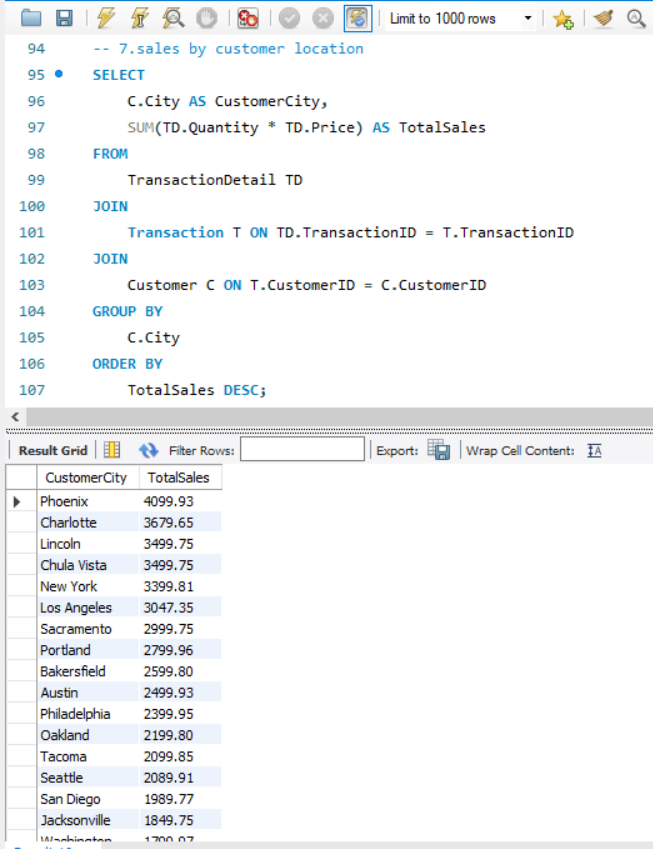 Limit to 1000 rows
94 -- 7.sales by customer location
95 SELECT
96 C.City AS CustomerCity,
97 SUM(TD.Quantity * TD.Price) AS TotalSales
98 FROM
99 TransactionDetail TD
100 JOIN
101 Transaction T ON TD.TransactionID = T.TransactionID
102 JOIN
103 Customer C ON T.CustomerID = C.CustomerID
104 GROUP BY
105 C.City
106 ORDER BY
107 TotalSales DESC;
Result Grid Filter Rows: Export: Wrap Cell Content:
CustomerCity TotalSales
Phoenix 4099.93
Charlotte 3679.65
Lincoln 3499.75
Chula Vista 3499.75
New York 3399.81
Los Angeles 3047.35
Sacramento 2999.75
Portland 2799.96
Bakersfield 2599.80
Austin 2499.93
Philadelphia 2399.95
Oakland 2199.80
Tacoma 2099.85
Seattle 2089.91
San Diego 1989.77
Jacksonville 1849.75
Washington